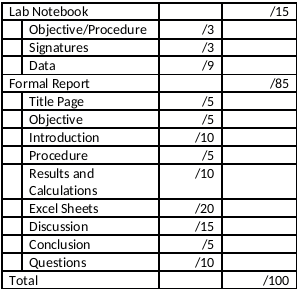 Lab Notebook /15
Objective/Procedure /3
Signatures /3
Data /9
Formal Report /85
Title Page /5
Objective /5
Introduction /10
Procedure /5
Results and /10
Calculations
Excel Sheets /20
Discussion /15
Conclusion /5
Questions /10
Total /100